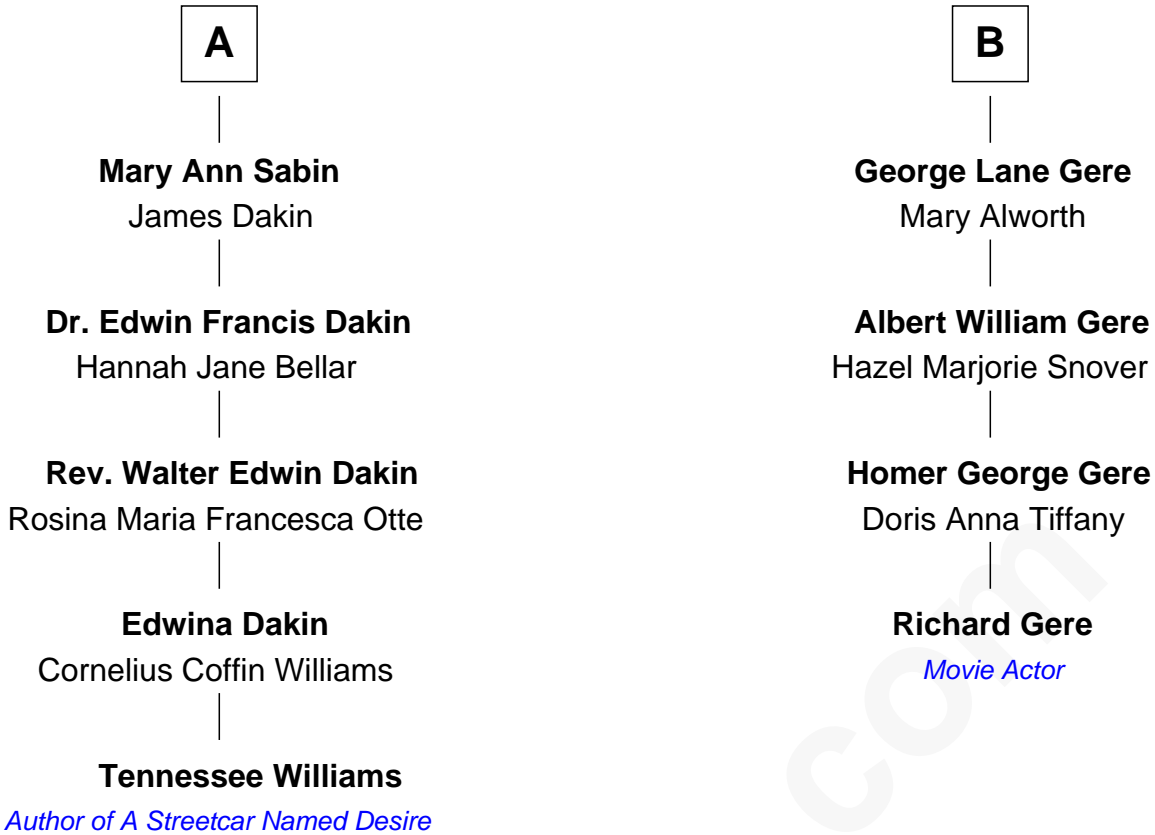 A
Mary Ann Sabin
James Dakin
Dr. Edwin Francis Dakin
Hannah Jane Bellar
Rev. Walter Edwin Dakin
Rosina Maria Francesca Otte
Edwina Dakin
Cornelius Coffin Williams
Tennessee Williams
Author of A Streetcar Named Desire
B
George Lane Gere
Mary Alworth
Albert William Gere
Hazel Marjorie Snover
Homer George Gere
Doris Anna Tiffany
Richard Gere
Movie Actor
com